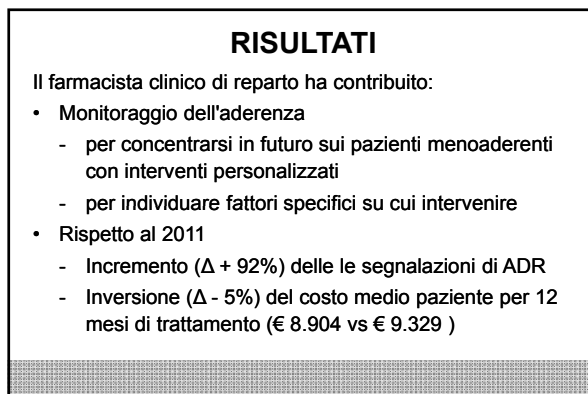 RISULTATI
Il farmacista clinico di reparto ha contribuito:
• Monitoraggio dell'aderenza
- per concentrarsi in futuro sui pazienti menoaderenti
con interventi personalizzati
- per individuare fattori specifici su cui intervenire
• Rispetto al 2011
- Incremento (Δ + 92%) delle le segnalazioni di ADR
- Inversione (Δ - 5%) del costo medio paziente per 12
mesi di trattamento (€ 8.904 vs € 9.329 )